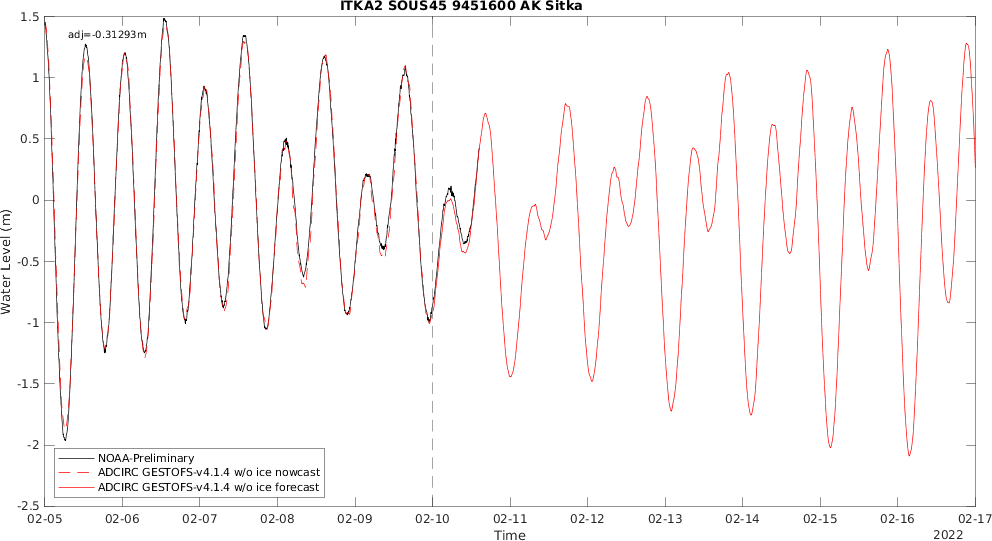 ITKA2 SOUS45 9451600 AK Sitka
adj=-0.31293m
1.5
1
0.5
0
-0.5
-1
-1.5
-2
-2.5
Water Level (m)
NOAA-Preliminary
ADCIRC GESTOFS-v4.1.4 w/o ice nowcast
ADCIRC GESTOFS-v4.1.4 w/o ice forecast
02-05 02-06 02-07 02-08 02-09 02-10 02-11 02-12 02-13 02-14 02-15 02-16 02-17
Time
2022